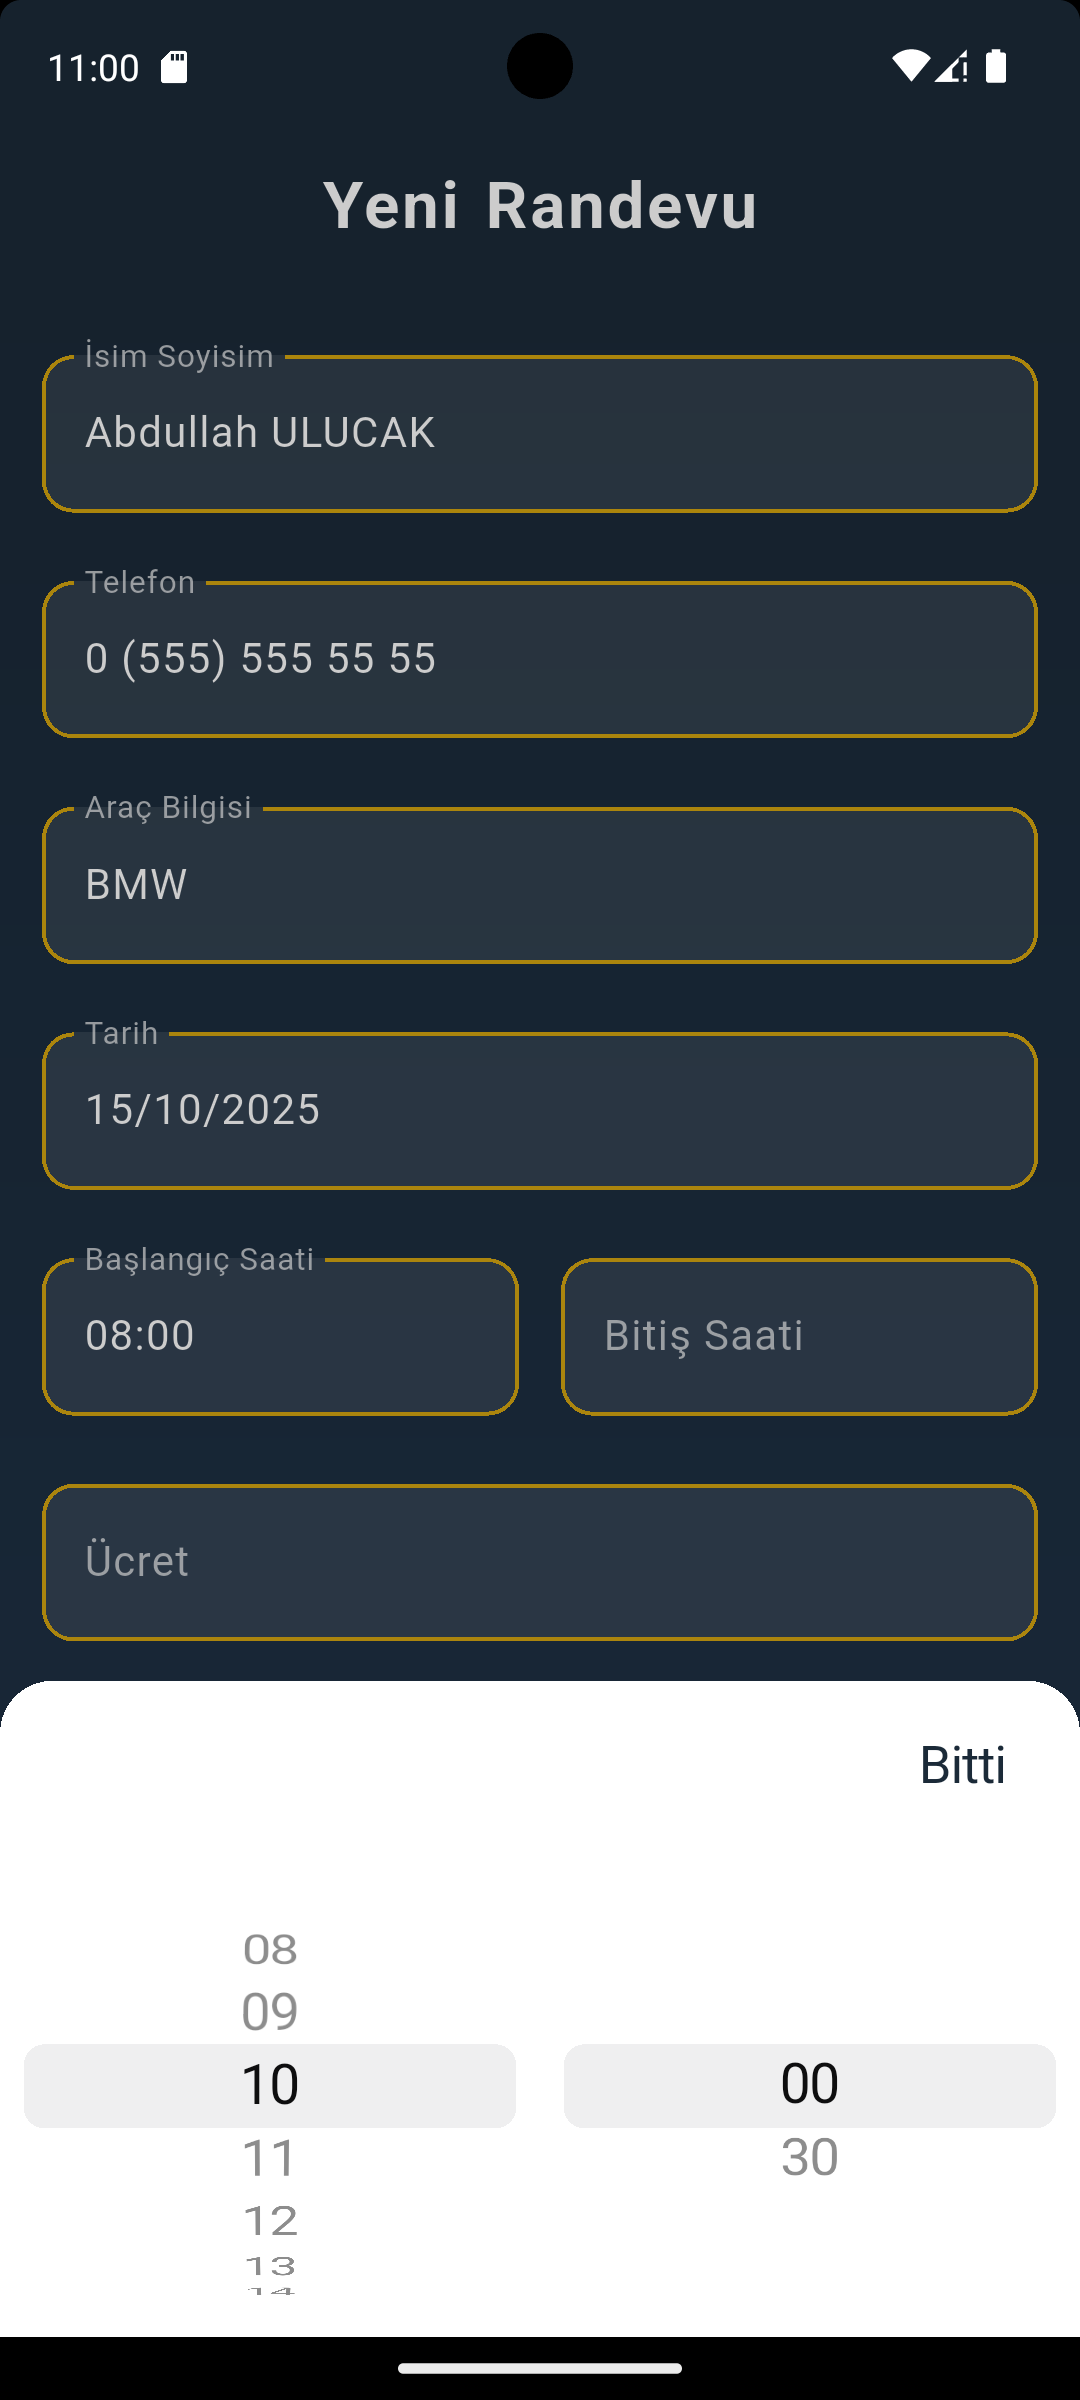 11:00
Yeni Randevu
İsim Soyisim
Abdullah ULUCAK
Telefon
0 (555) 555 55 55
Araç Bilgisi
BMW
Tarih
15/10/2025
Başlangıç Saati
08:00
Bitiş Saati
Ücret
Bitti
08
09
10 00
11 30
12
13
14